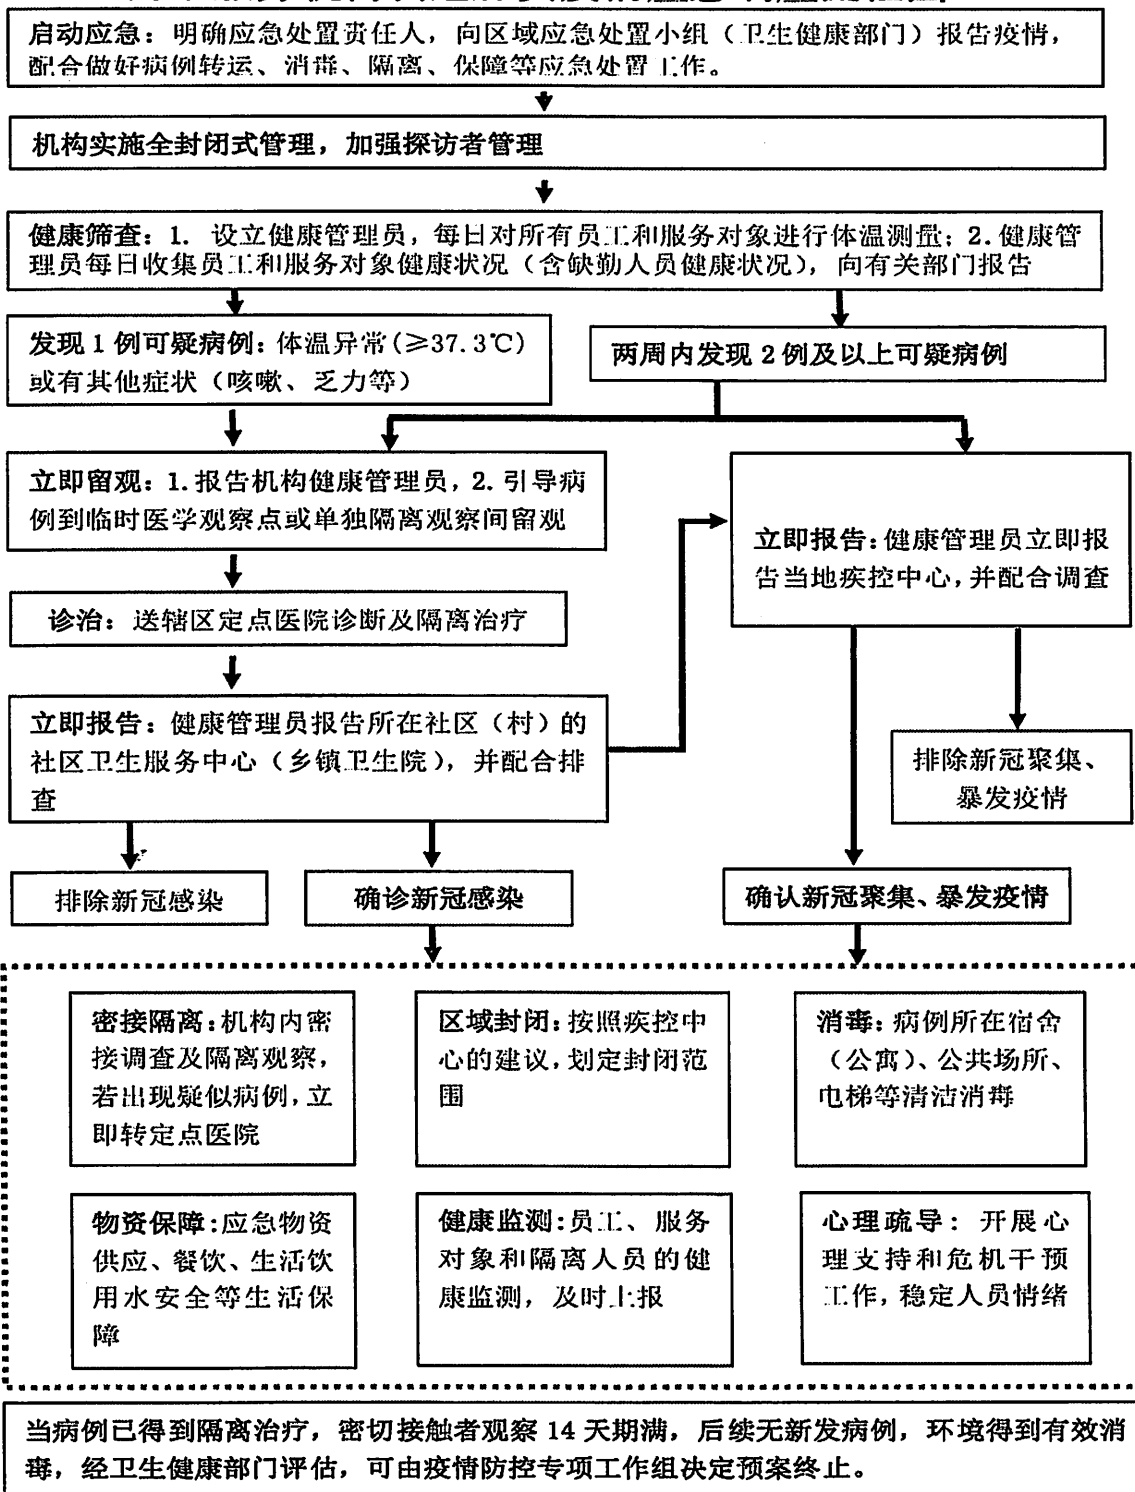 启动应急：明确应急处置责任人，向区域应急处置小组（卫生健康部门）报告疫情，
配合做好病例转运、消毒、隔离、保障等应急处置工作。
机构实施全封闭式管理，加强探访者管理
健康筛查：1. 设立健康管理员，每日对所有员工和服务对象进行体温测量；2.健康管
理员每日收集员工和服务对象健康状况（含缺勤人员健康状况），向有关部门报告
发现1例可疑病例：体温异常(≥37.3℃)
或有其他症状（咳嗽、乏力等）
两周内发现2例及以上可疑病例
立即留观：1.报告机构健康管理员，2.引导病
例到临时医学观察点或单独隔离观察间留观
立即报告：健康管理员立即报
告当地疾控中心，并配合调查
诊治：送辖区定点医院诊断及隔离治疗
立即报告：健康管理员报告所在社区（村）的
社区卫生服务中心（乡镇卫生院），并配合排
查
排除新冠聚集、
暴发疫情
排除新冠感染
确诊新冠感染
确认新冠聚集、暴发疫情
密接隔离：机构内密
接调查及隔离观察，
若出现疑似病例，立
即转定点医院
区域封闭：按照疾控中
心的建议，划定封闭范
围
消毒：病例所在宿舍
（公寓）、公共场所、
电梯等清洁消毒
物资保障：应急物资
供应、餐饮、生活饮
用水安全等生活保
障
健康监测：员工、服务
对象和隔离人员的健
康监测，及时上报
心理疏导：开展心
理支持和危机干预
工作，稳定人员情绪
当病例已得到隔离治疗，密切接触者观察14天期满，后续无新发病例，环境得到有效消
毒，经卫生健康部门评估，可由疫情防控专项工作组决定预案终止。